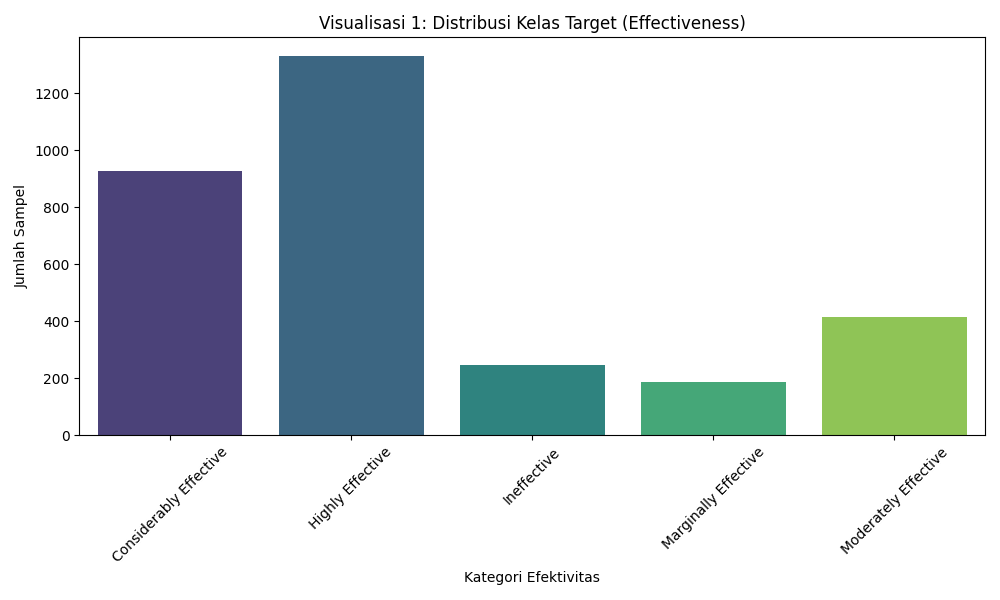 Visualisasi 1: Distribusi Kelas Target (Effectiveness)
Jumlah Sampel
1200
1000
800
600
400
200
0
Considerably Effective
Highly Effective
Ineffective
Marginally Effective
Moderately Effective
Kategori Efektivitas